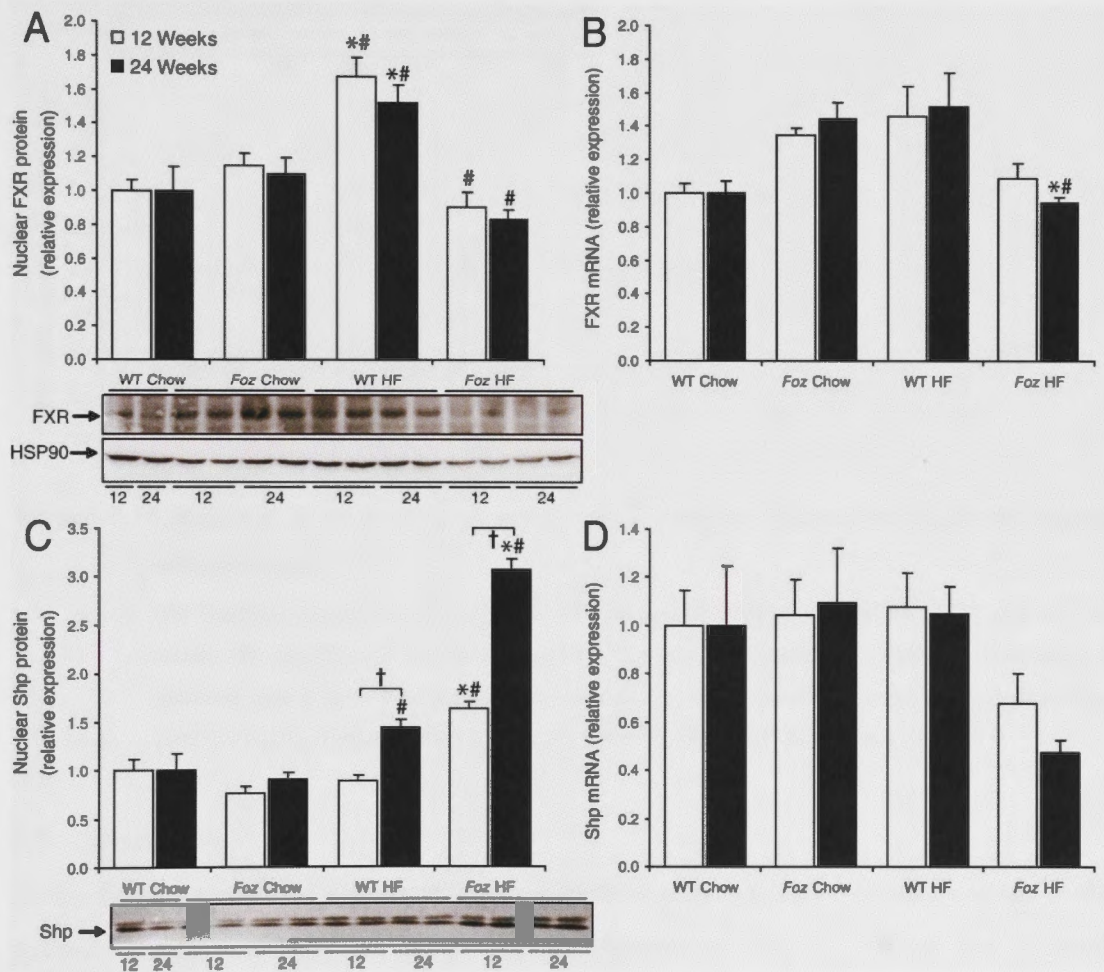 A
12 Weeks
24 Weeks
Nuclear FXR protein
(relative expression)
2.0
1.8
1.6
1.4
1.2
1.0
0.8
0.6
0.4
0.2
0.0
*#
*#
#
#
WT Chow
Foz Chow
WT HF
Foz HF
FXR
HSP90
12 24 12 24 12 24 12 24
B
FXR mRNA (relative expression)
2.0
1.8
1.6
1.4
1.2
1.0
0.8
0.6
0.4
0.2
0.0
*#
WT Chow
Foz Chow
WT HF
Foz HF
C
Nuclear Shp protein
(relative expression)
3.5
3.0
2.5
2.0
1.5
1.0
0.5
0.0
†
#
*#
†
*#
WT Chow
Foz Chow
WT HF
Foz HF
Shp
12 24 12 24 12 24 12 24
D
Shp mRNA (relative expression)
1.4
1.2
1.0
0.8
0.6
0.4
0.2
0.0
WT Chow
Foz Chow
WT HF
Foz HF